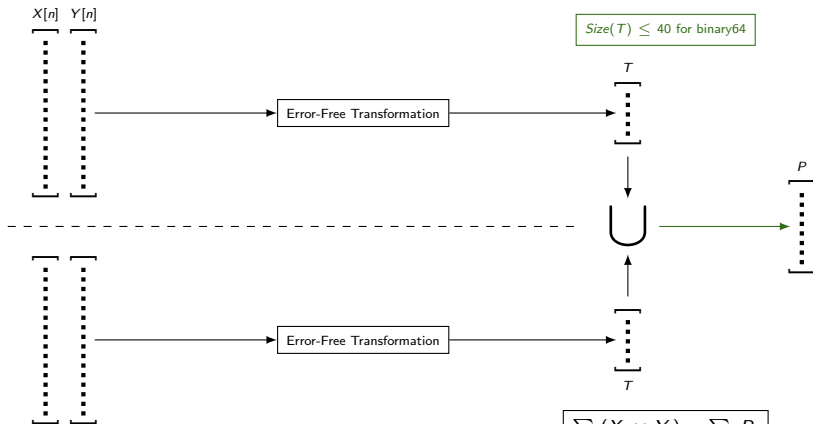 X[n] Y[n]
Size(T) ≤ 40 for binary64
T
Error-Free Transformation
P
⋃
Error-Free Transformation
T